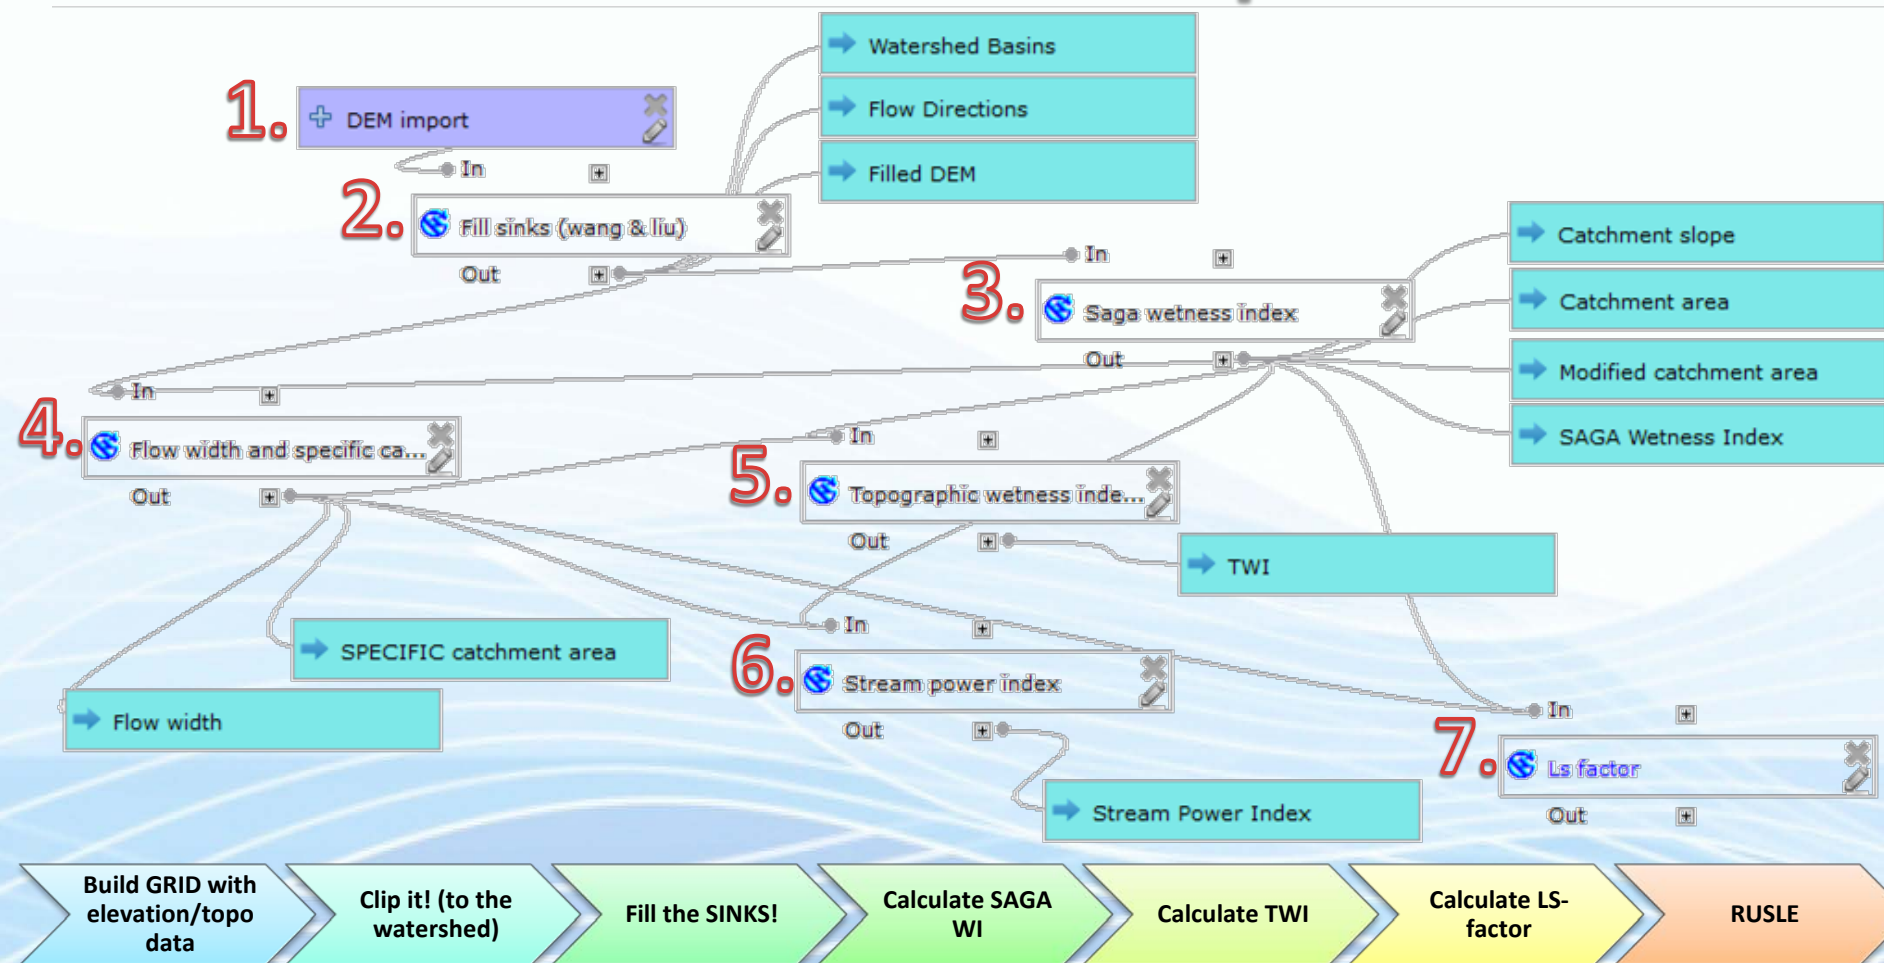 Watershed Basins
1.
DEM import
Flow Directions
In
Filled DEM
2.
Fill sinks (wang & liu)
Out
In
Catchment slope
3.
Saga wetness index
Catchment area
Out
Modified catchment area
In
SAGA Wetness Index
4.
Flow width and specific ca...
Out
In
5.
Topographic wetness inde...
Out
TWI
In
SPECIFIC catchment area
6.
Stream power index
Out
Flow width
In
7.
Ls factor
Out
Stream Power Index
Build GRID with
elevation/topo
data
Clip it! (to the
watershed)
Fill the SINKS!
Calculate SAGA
WI
Calculate TWI
Calculate LS-
factor
RUSLE